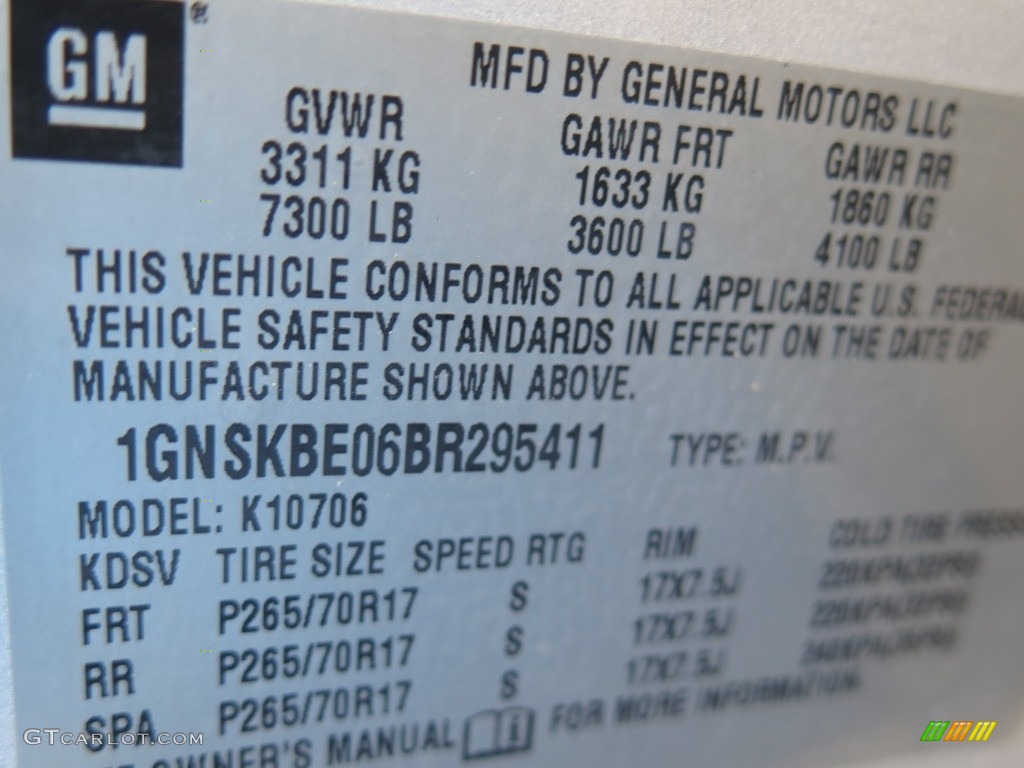 GM®
MFD BY GENERAL MOTORS LLC
GVWR GAWR FRT GAWR RR
3311 KG 1633 KG 1860 KG
7300 LB 3600 LB 4100 LB
THIS VEHICLE CONFORMS TO ALL APPLICABLE U.S. FEDERAL
VEHICLE SAFETY STANDARDS IN EFFECT ON THE DATE OF
MANUFACTURE SHOWN ABOVE.
1GNSKBE06BR295411 TYPE: M.P.V.
MODEL: K10706
KDSV TIRE SIZE SPEED RTG RIM COLD TIRE
FRT P265/70R17 S 17X7.5J
RR P265/70R17 S 17X7.5J
SPA P265/70R17 S 17X7.5J
OWNER'S MANUAL FOR MORE INFORMATION.
GTcarlot.com